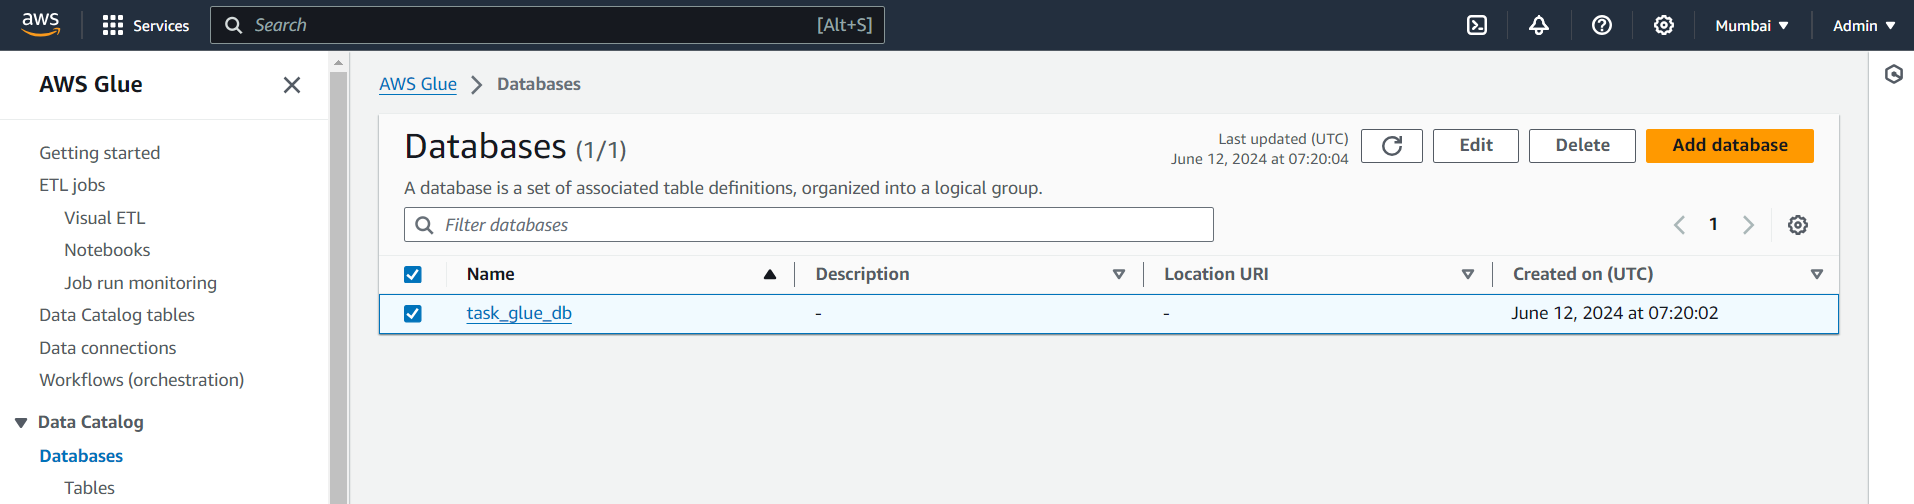 aws Services Search [Alt+S] Mumbai Admin
AWS Glue
Getting started
ETL jobs
Visual ETL
Notebooks
Job run monitoring
Data Catalog tables
Data connections
Workflows (orchestration)
Data Catalog
Databases
Tables
AWS Glue > Databases
Databases (1/1)
Last updated (UTC)
June 12, 2024 at 07:20:04
Edit Delete Add database
A database is a set of associated table definitions, organized into a logical group.
Filter databases
1
Name Description Location URI Created on (UTC)
task_glue_db - - June 12, 2024 at 07:20:02